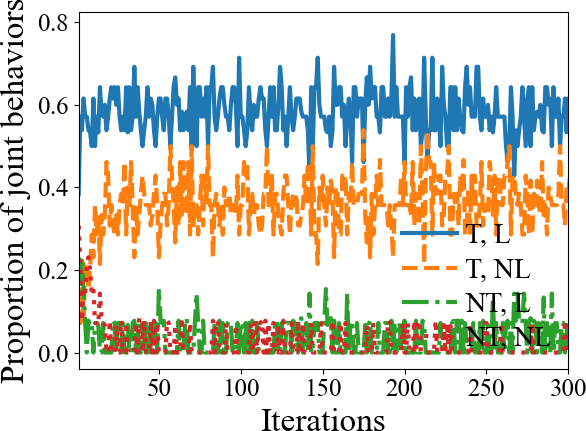 Proportion of joint behaviors
0.8
0.6
0.4
0.2
0.0
T, L
T, NL
NT, L
NT, NL
50 100 150 200 250 300
Iterations